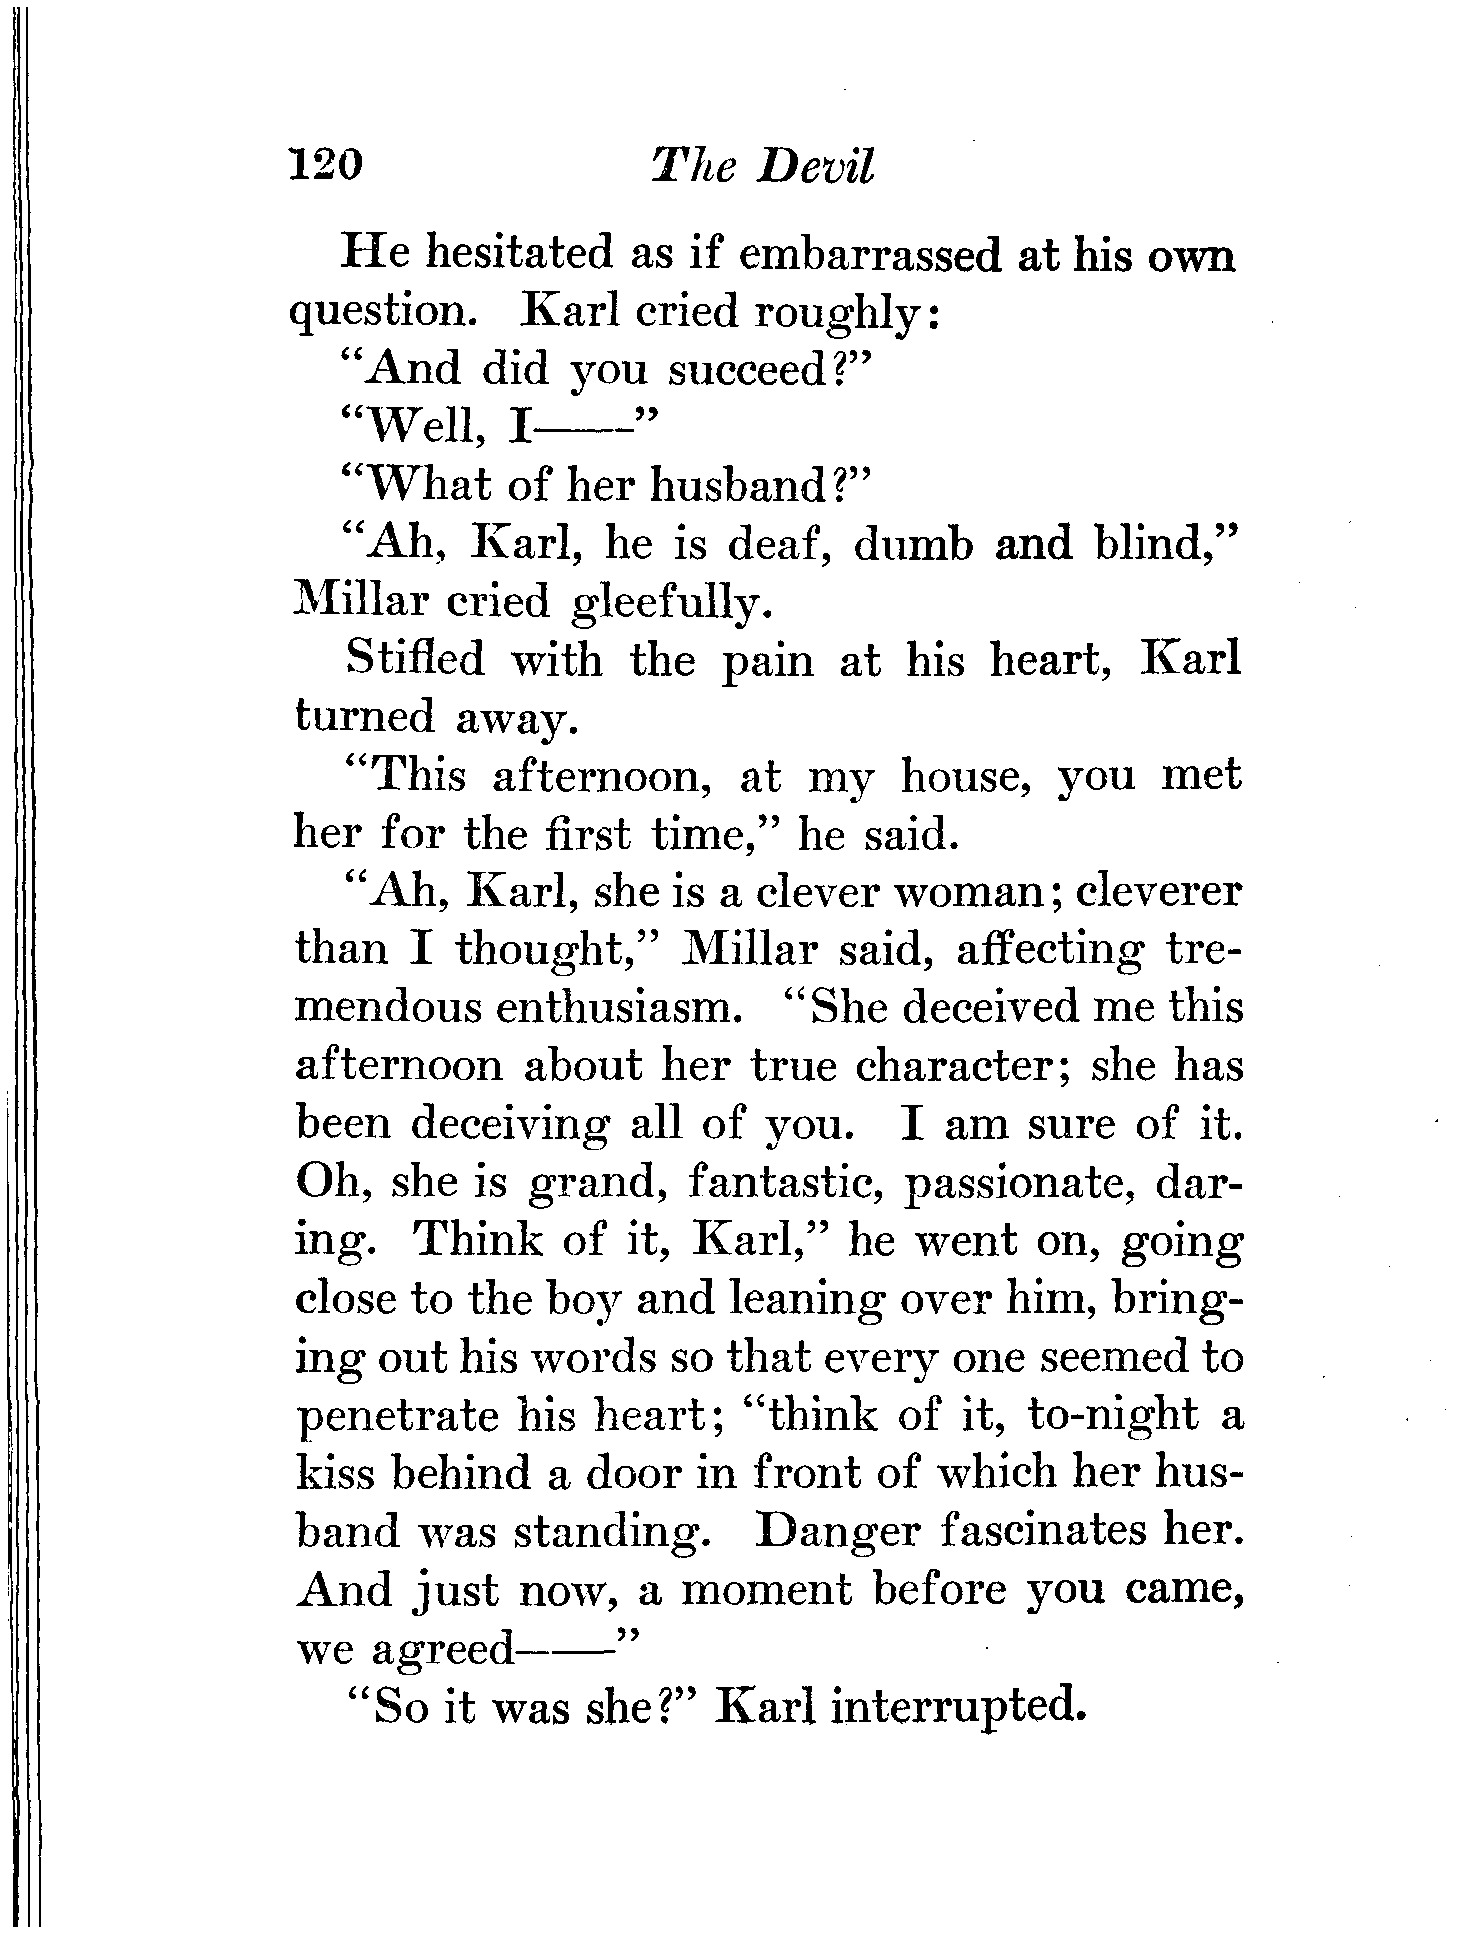 120 The Devil
He hesitated as if embarrassed at his own
question. Karl cried roughly:
“And did you succeed?”
“Well, I——”
“What of her husband?”
“Ah, Karl, he is deaf, dumb and blind,”
Millar cried gleefully.
Stifled with the pain at his heart, Karl
turned away.
“This afternoon, at my house, you met
her for the first time,” he said.
“Ah, Karl, she is a clever woman; cleverer
than I thought,” Millar said, affecting tre-
mendous enthusiasm. “She deceived me this
afternoon about her true character; she has
been deceiving all of you. I am sure of it.
Oh, she is grand, fantastic, passionate, dar-
ing. Think of it, Karl,” he went on, going
close to the boy and leaning over him, bring-
ing out his words so that every one seemed to
penetrate his heart; “think of it, to-night a
kiss behind a door in front of which her hus-
band was standing. Danger fascinates her.
And just now, a moment before you came,
we agreed——”
“So it was she?” Karl interrupted.